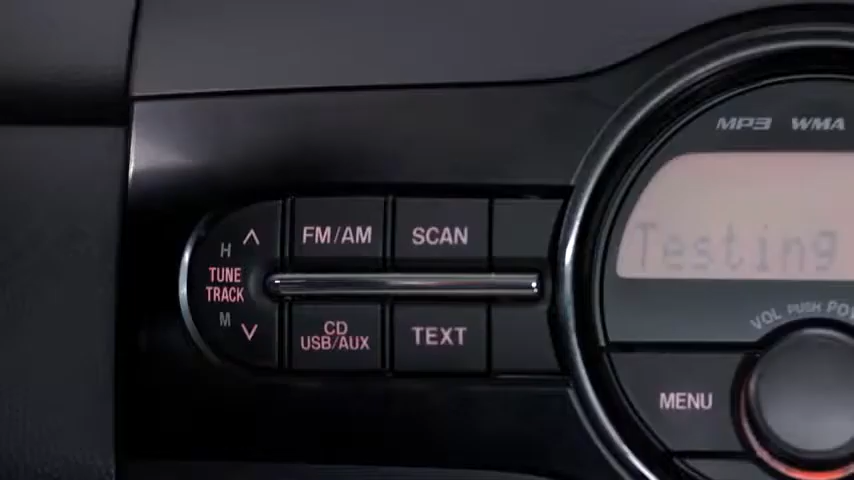 MP3 WMA
H
TUNE
TRACK
M
FM/AM
SCAN
CD
USB/AUX
TEXT
Testing
VOL PUSH
MENU